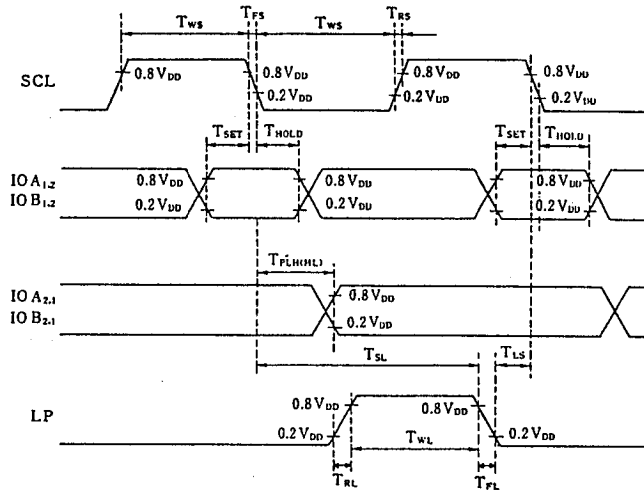 TWS TFS TWS TRS
SCL
0.8 VDD 0.8 VDD 0.8 VDD 0.8 VDD
0.2 VDD 0.2 VDD 0.2 VDD
TSET THOLD TSET THOLD
IO A1.2 0.8 VDD 0.8 VDD 0.8 VDD
IO B1.2 0.2 VDD 0.2 VDD 0.2 VDD
TPLH(HL)
IO A2.1 0.8 VDD
IO B2.1 0.2 VDD
TSL TLS
LP 0.8 VDD 0.8 VDD
0.2 VDD TWL 0.2 VDD
TRL TFL